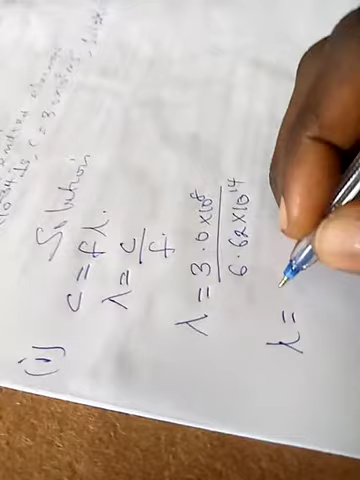 (i) Solution
c = fλ.
λ = c/f.
λ = 3.0 x 10⁸ / 6.62 x 10¹⁴
λ =